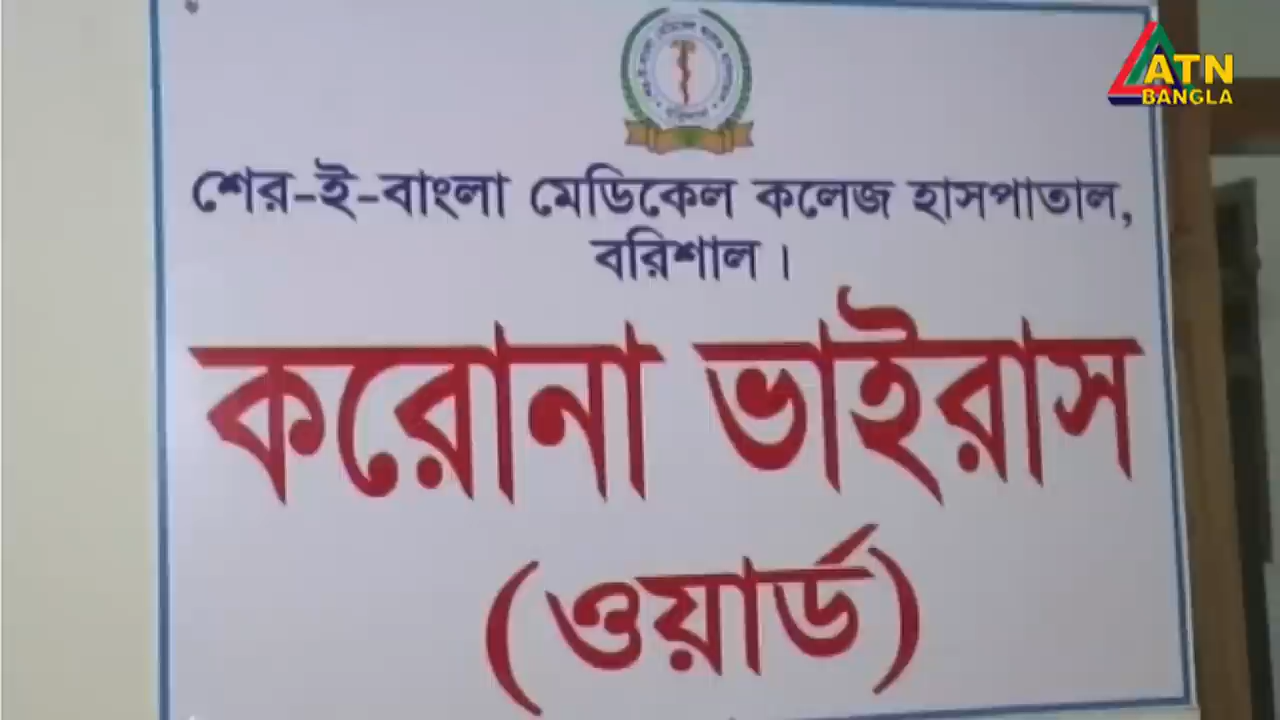 ATN
BANGLA
শের-ই-বাংলা মেডিকেল কলেজ হাসপাতাল,
বরিশাল।
করোনা ভাইরাস
(ওয়ার্ড)